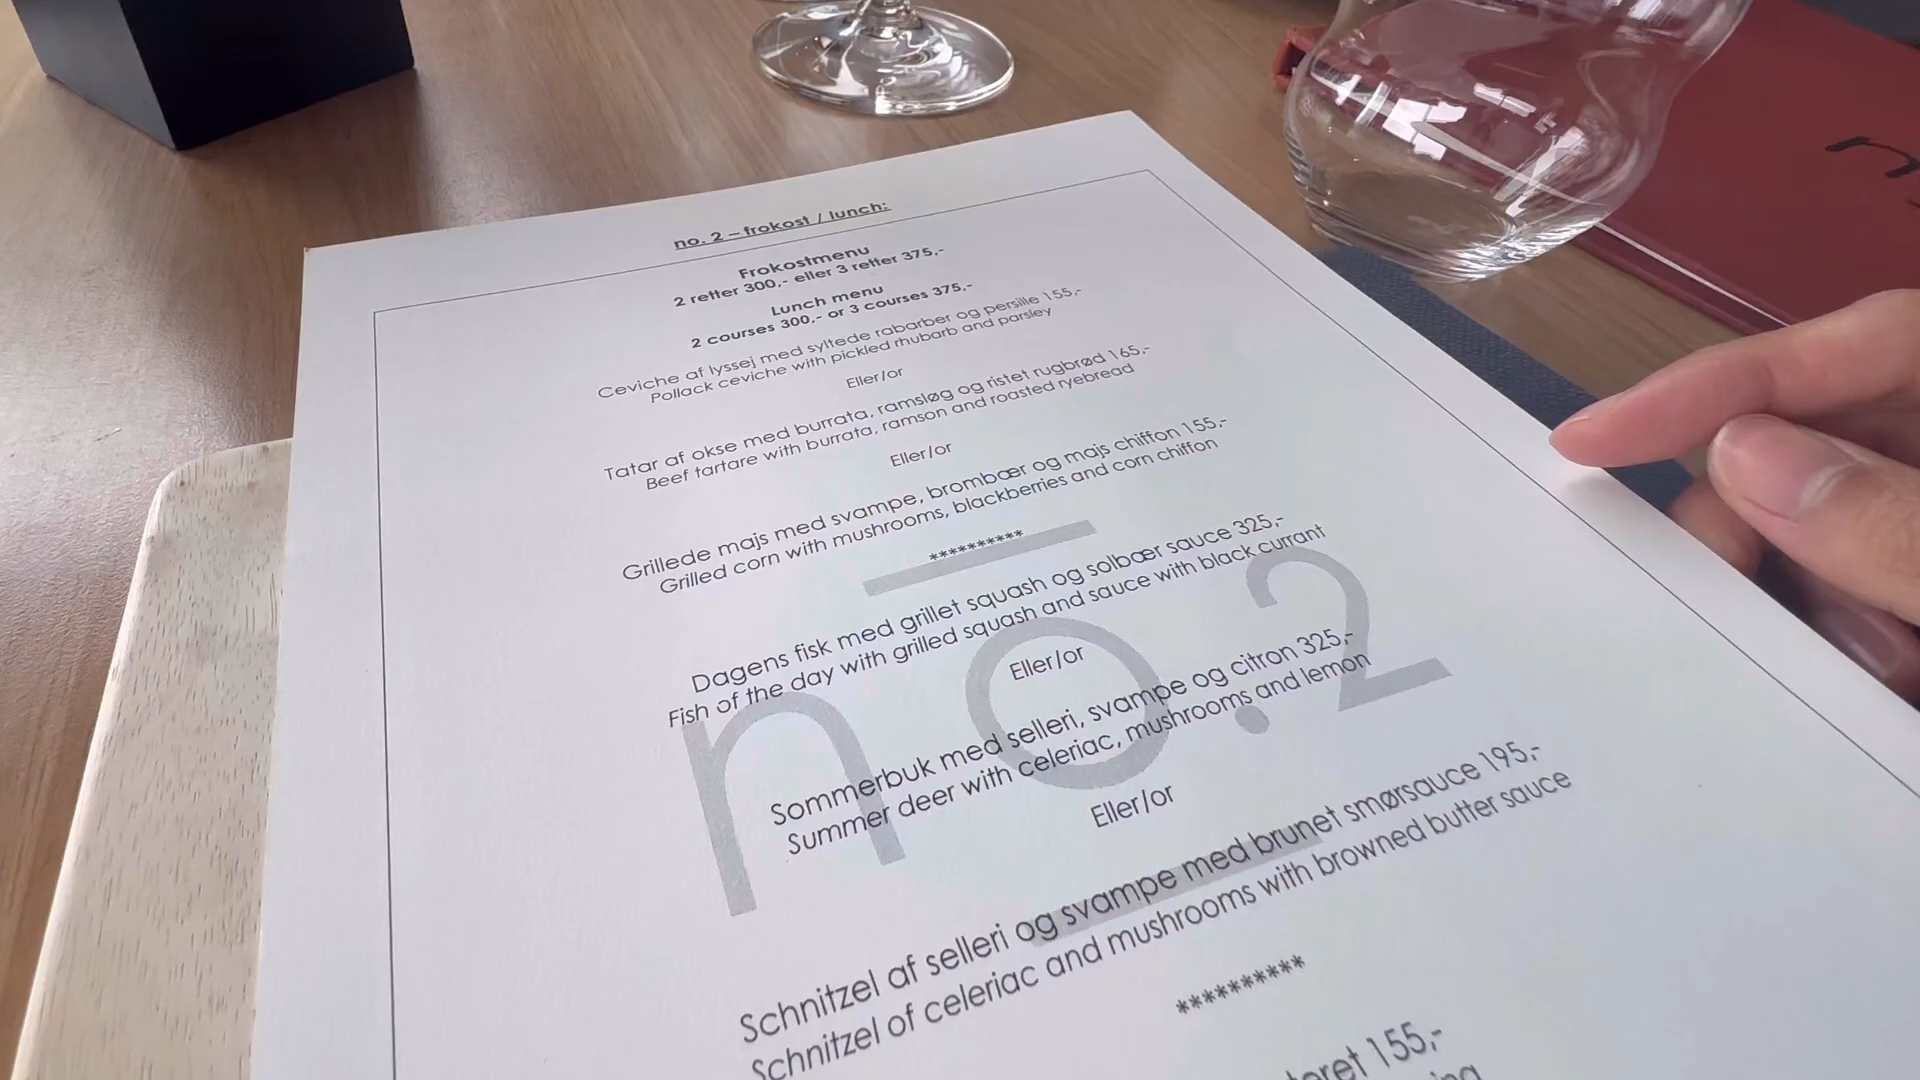 no. 2 – frokost / lunch:
Frokostmenu
2 retter 300,- eller 3 retter 375,-
Lunch menu
2 courses 300,- or 3 courses 375,-
Ceviche af lyssej med syltede rabarber og persille 155,-
Pollack ceviche with pickled rhubarb and parsley
Eller/or
Tatar af okse med burrata, ramsløg og ristet rugbrød 165,-
Beef tartare with burrata, ramson and roasted ryebread
Eller/or
Grillede majs med svampe, brombær og majs chiffon 155,-
Grilled corn with mushrooms, blackberries and corn chiffon
**********
Dagens fisk med grillet squash og solbær sauce 325,-
Fish of the day with grilled squash and sauce with black currant
Eller/or
Sommerbuk med selleri, svampe og citron 325,-
Summer deer with celeriac, mushrooms and lemon
Eller/or
no.2
Schnitzel af selleri og svampe med brunet smørsauce 195,-
Schnitzel of celeriac and mushrooms with browned butter sauce
**********
155,-